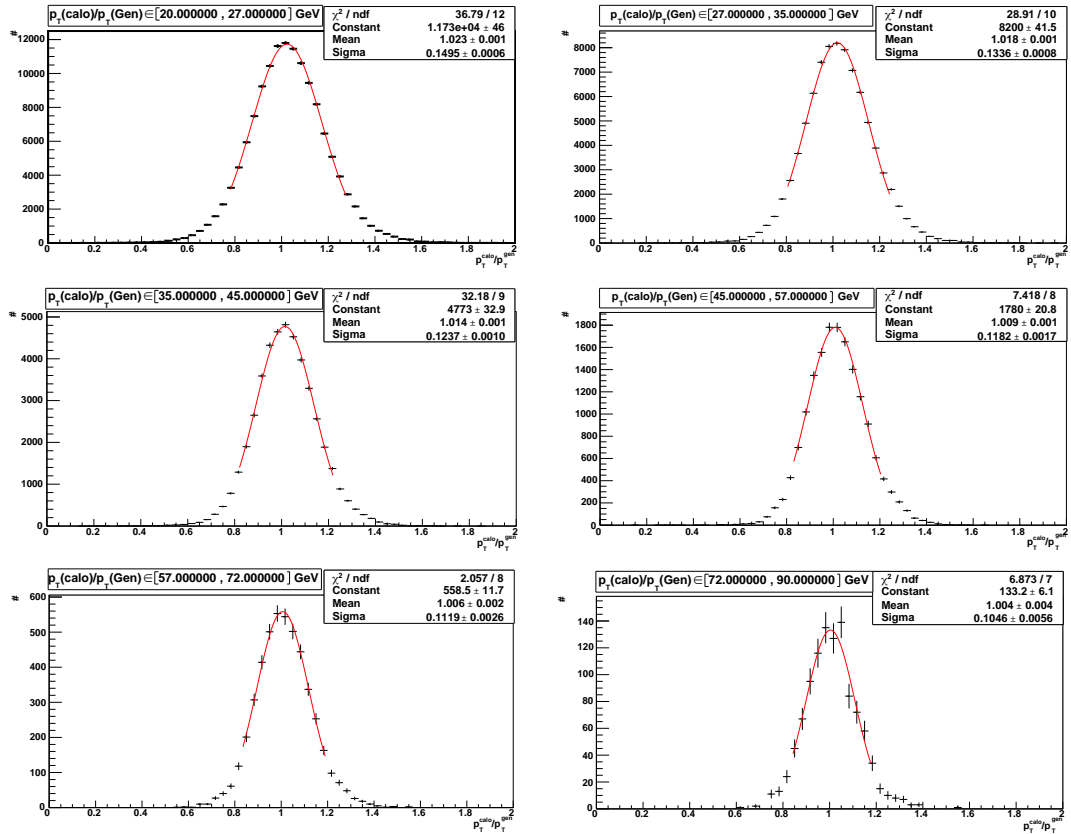 p_T(calo)/p_T(Gen)∈[20.000000 , 27.000000] GeV
χ² / ndf 36.79 / 12
Constant 1.173e+04 ± 46
Mean 1.023 ± 0.001
Sigma 0.1495 ± 0.0006
#
12000
10000
8000
6000
4000
2000
0
0 0.2 0.4 0.6 0.8 1 1.2 1.4 1.6 1.8 2
p_T^calo/p_T^gen
p_T(calo)/p_T(Gen)∈[27.000000 , 35.000000] GeV
χ² / ndf 28.91 / 10
Constant 8200 ± 41.5
Mean 1.018 ± 0.001
Sigma 0.1336 ± 0.0008
#
8000
7000
6000
5000
4000
3000
2000
1000
0
0 0.2 0.4 0.6 0.8 1 1.2 1.4 1.6 1.8 2
p_T^calo/p_T^gen
p_T(calo)/p_T(Gen)∈[35.000000 , 45.000000] GeV
χ² / ndf 32.18 / 9
Constant 4773 ± 32.9
Mean 1.014 ± 0.001
Sigma 0.1237 ± 0.0010
#
5000
4000
3000
2000
1000
0
0 0.2 0.4 0.6 0.8 1 1.2 1.4 1.6 1.8 2
p_T^calo/p_T^gen
p_T(calo)/p_T(Gen)∈[45.000000 , 57.000000] GeV
χ² / ndf 7.418 / 8
Constant 1780 ± 20.8
Mean 1.009 ± 0.001
Sigma 0.1182 ± 0.0017
#
1800
1600
1400
1200
1000
800
600
400
200
0
0 0.2 0.4 0.6 0.8 1 1.2 1.4 1.6 1.8 2
p_T^calo/p_T^gen
p_T(calo)/p_T(Gen)∈[57.000000 , 72.000000] GeV
χ² / ndf 2.057 / 8
Constant 558.5 ± 11.7
Mean 1.006 ± 0.002
Sigma 0.1119 ± 0.0026
#
600
500
400
300
200
100
0
0 0.2 0.4 0.6 0.8 1 1.2 1.4 1.6 1.8 2
p_T^calo/p_T^gen
p_T(calo)/p_T(Gen)∈[72.000000 , 90.000000] GeV
χ² / ndf 6.873 / 7
Constant 133.2 ± 6.1
Mean 1.004 ± 0.004
Sigma 0.1046 ± 0.0056
#
140
120
100
80
60
40
20
0
0 0.2 0.4 0.6 0.8 1 1.2 1.4 1.6 1.8 2
p_T^calo/p_T^gen